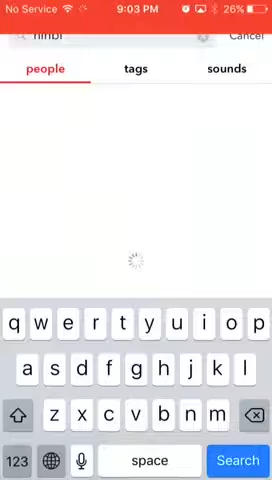 No Service 9:03 PM 26%
Cancel
people tags sounds
q w e r t y u i o p
a s d f g h j k l
z x c v b n m
123 space Search